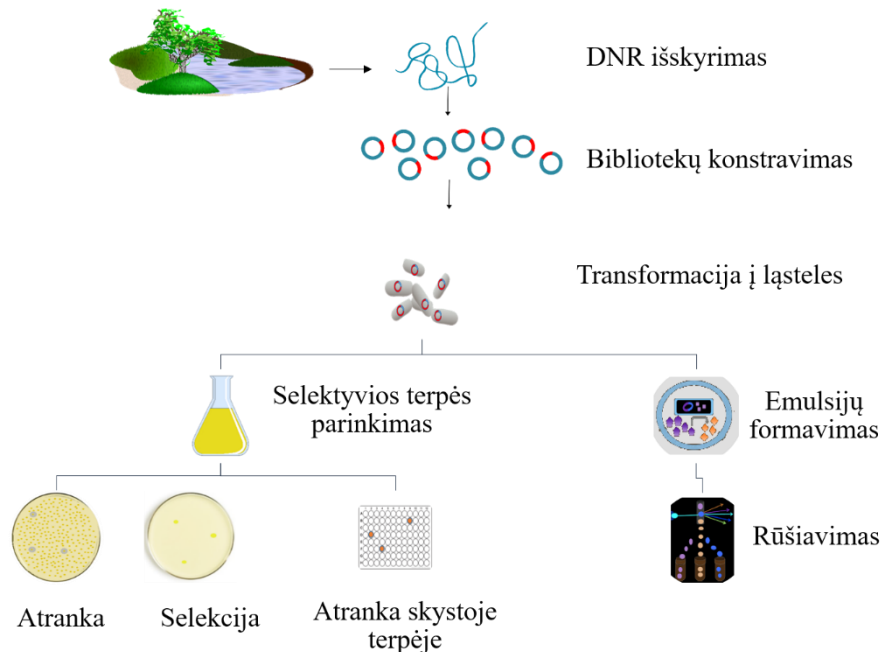 DNR išskyrimas
Bibliotekų konstravimas
Transformacija į ląsteles
Selektyvios terpės
parinkimas
Emulsijų
formavimas
Rūšiavimas
Atranka
Selekcija
Atranka skystoje
terpėje